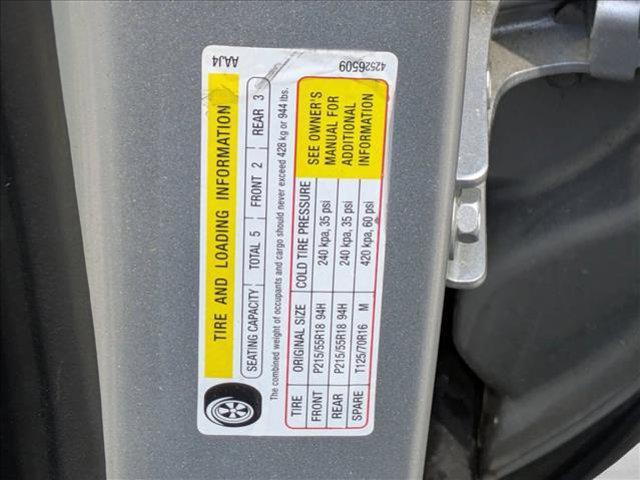 AAJ4 42526509
TIRE AND LOADING INFORMATION
SEATING CAPACITY TOTAL 5 FRONT 2 REAR 3
The combined weight of occupants and cargo should never exceed 428 kg or 944 lbs.
TIRE ORIGINAL SIZE COLD TIRE PRESSURE
FRONT P215/55R18 94H 240 kpa, 35 psi
REAR P215/55R18 94H 240 kpa, 35 psi
SPARE T125/70R16 M 420 kpa, 60 psi
SEE OWNER'S
MANUAL FOR
ADDITIONAL
INFORMATION